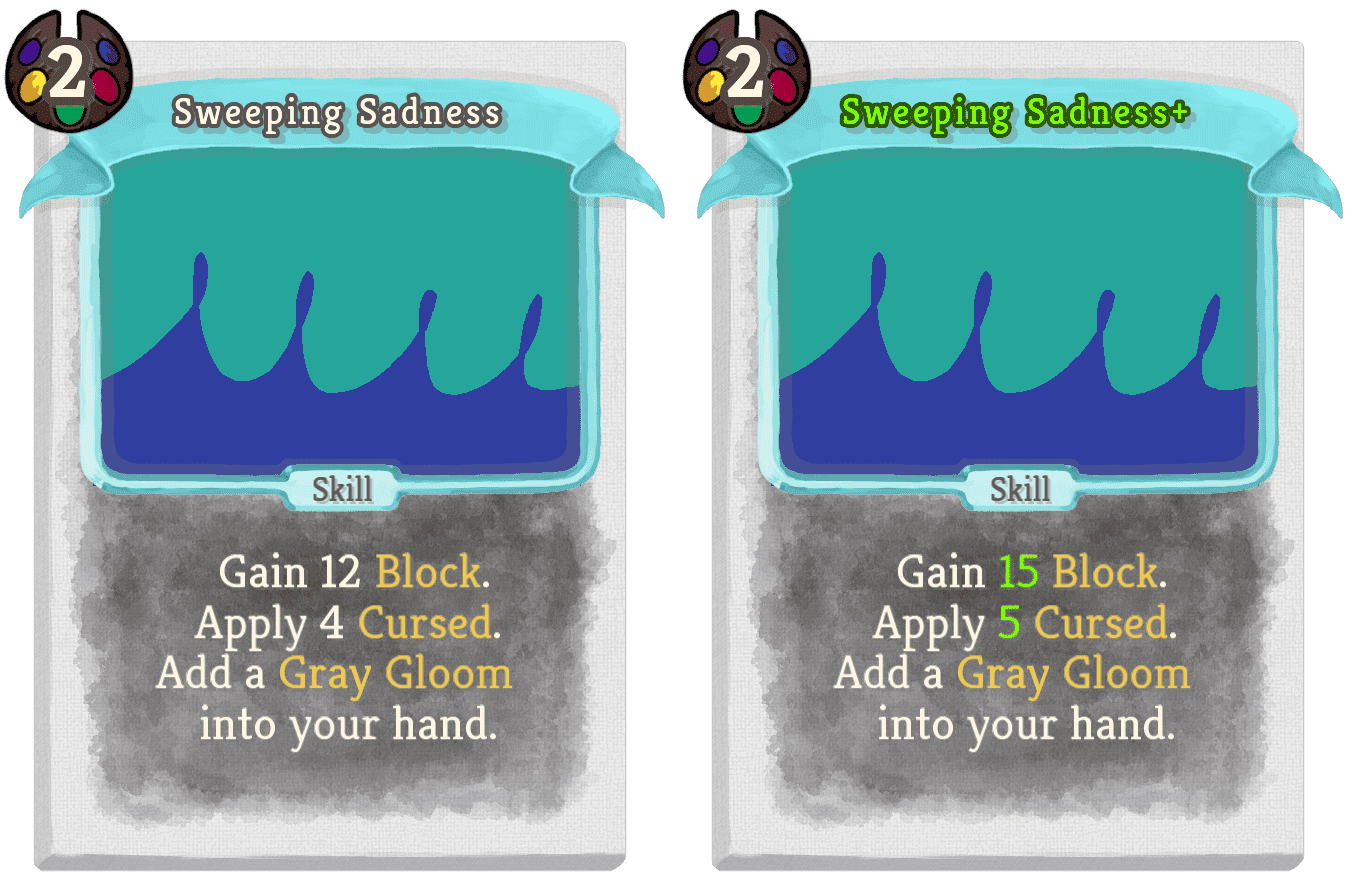 2
Sweeping Sadness
Skill
Gain 12 Block.
Apply 4 Cursed.
Add a Gray Gloom
into your hand.
2
Sweeping Sadness+
Skill
Gain 15 Block.
Apply 5 Cursed.
Add a Gray Gloom
into your hand.